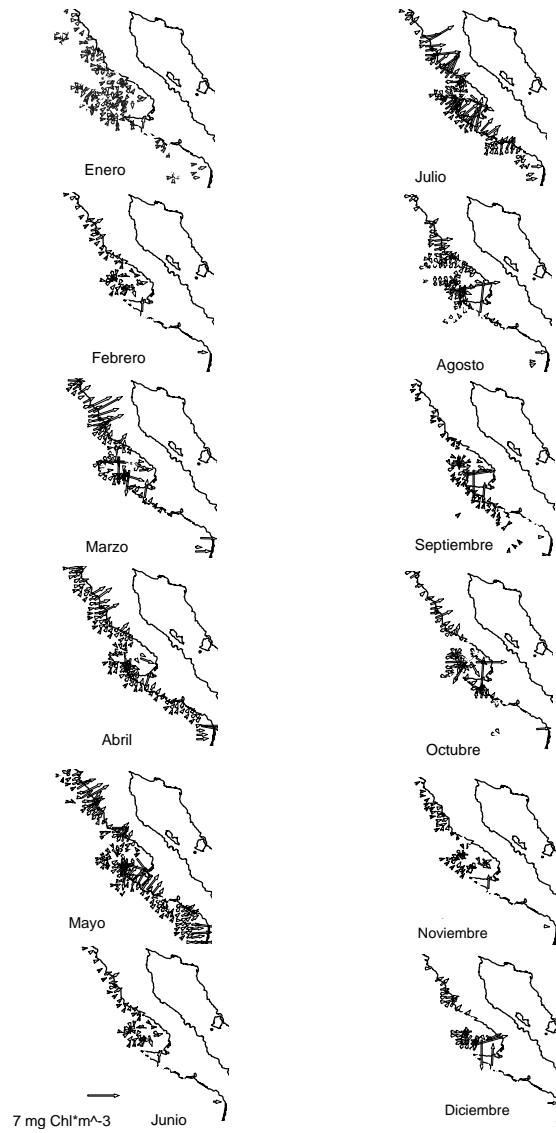 Enero
Julio
Febrero
Agosto
Marzo
Septiembre
Abril
Octubre
Mayo
Noviembre
7 mg Chl*m^-3
Junio
Diciembre